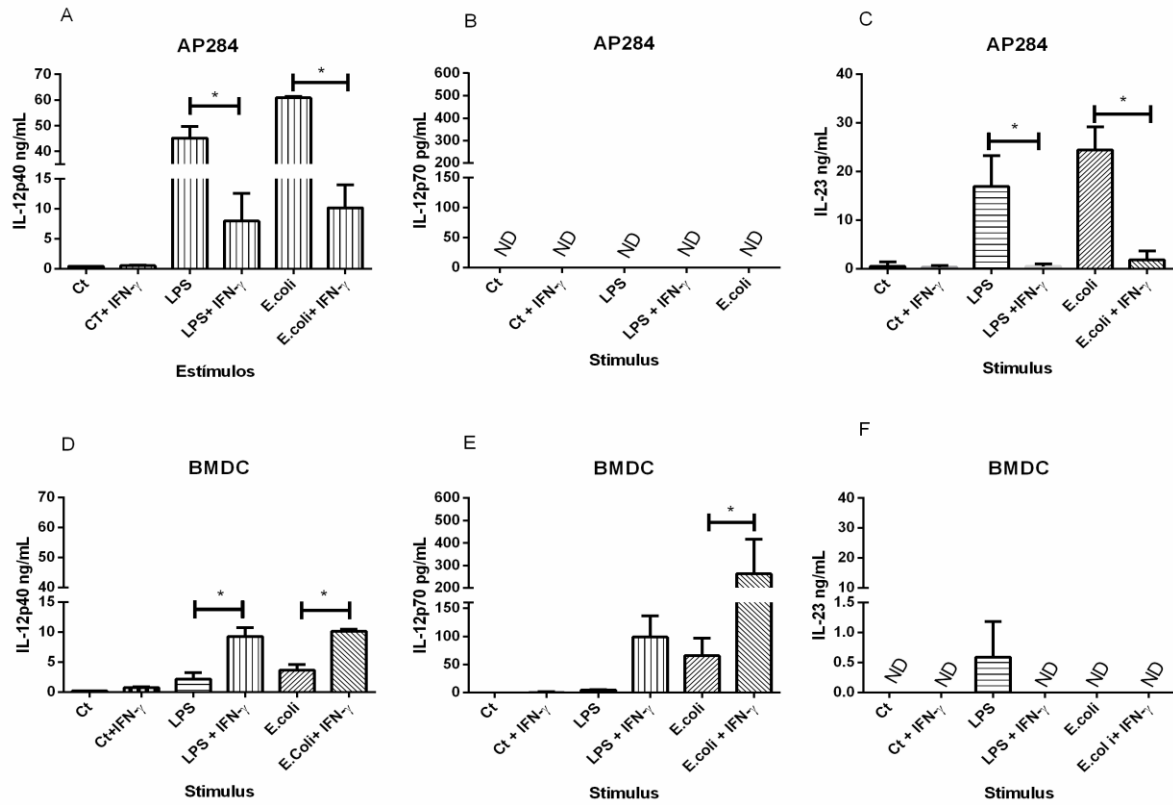 A
AP284
IL-12p40 ng/mL
70
60
50
40
30
15
10
5
0
*
*
Ct
CT+ IFN-γ
LPS
LPS+ IFN-γ
E.coli
E.coli+ IFN-γ
Estímulos
B
AP284
IL-12p70 pg/mL
600
500
400
300
200
150
100
50
0
ND
ND
ND
ND
ND
Ct
Ct + IFN-γ
LPS
LPS + IFN-γ
E.coli
Stimulus
C
AP284
IL-23 ng/mL
40
30
20
10
0
*
*
Ct
Ct + IFN-γ
LPS
LPS +IFN-γ
E.coli
E.coli + IFN-γ
Stimulus
D
BMDC
IL-12p40 ng/mL
70
60
50
40
30
15
10
5
0
*
*
Ct
Ct+IFN-γ
LPS
LPS + IFN-γ
E.coli
E.Coli+ IFN-γ
Stimulus
E
BMDC
IL-12p70 pg/mL
600
500
400
300
200
150
100
50
0
*
Ct
Ct + IFN-γ
LPS
LPS + IFN-γ
E.coli
E.coli + IFN-γ
Stimulus
F
BMDC
IL-23 ng/mL
40
30
20
10
1.5
1.0
0.5
0.0
ND
ND
ND
ND
ND
Ct
Ct + IFN-γ
LPS
LPS + IFN-γ
E.coli
E.col i+ IFN-γ
Stimulus